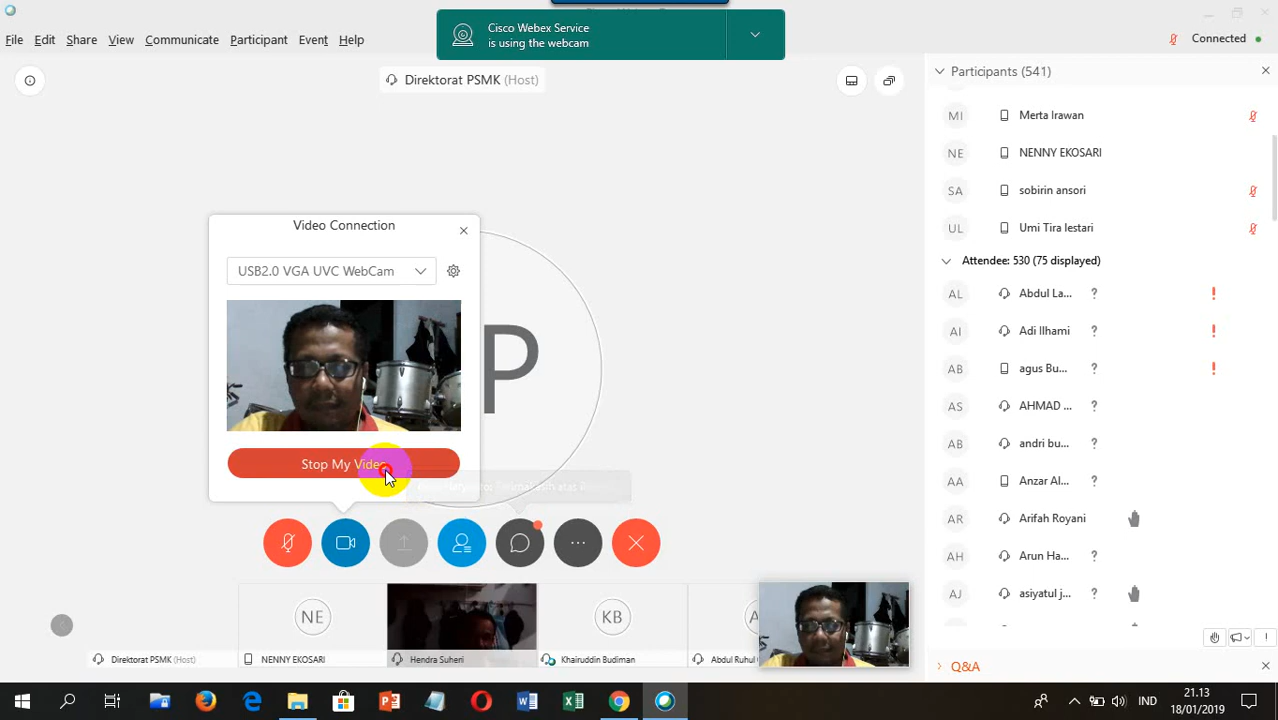 Cisco Webex Service
is using the webcam
File Edit Share View Communicate Participant Event Help
Connected
Direktorat PSMK (Host)
Participants (541)
MI Merta Irawan
NE NENNY EKOSARI
SA sobirin ansori
UL Umi Tira lestari
Attendee: 530 (75 displayed)
AL Abdul La... ?
AI Adi Ilhami ?
AB agus Bu... ?
AS AHMAD ... ?
AB andri bu... ?
AA Anzar Al... ?
AR Arifah Royani
AH Arun Ha... ?
AJ asiyatul j... ?
Video Connection
USB2.0 VGA UVC WebCam
P
Stop My Video
NE
KB
Direktorat PSMK (Host)
NENNY EKOSARI
Hendra Suheri
Khairuddin Budiman
Abdul Ruhul
Q&A
IND
21.13
18/01/2019